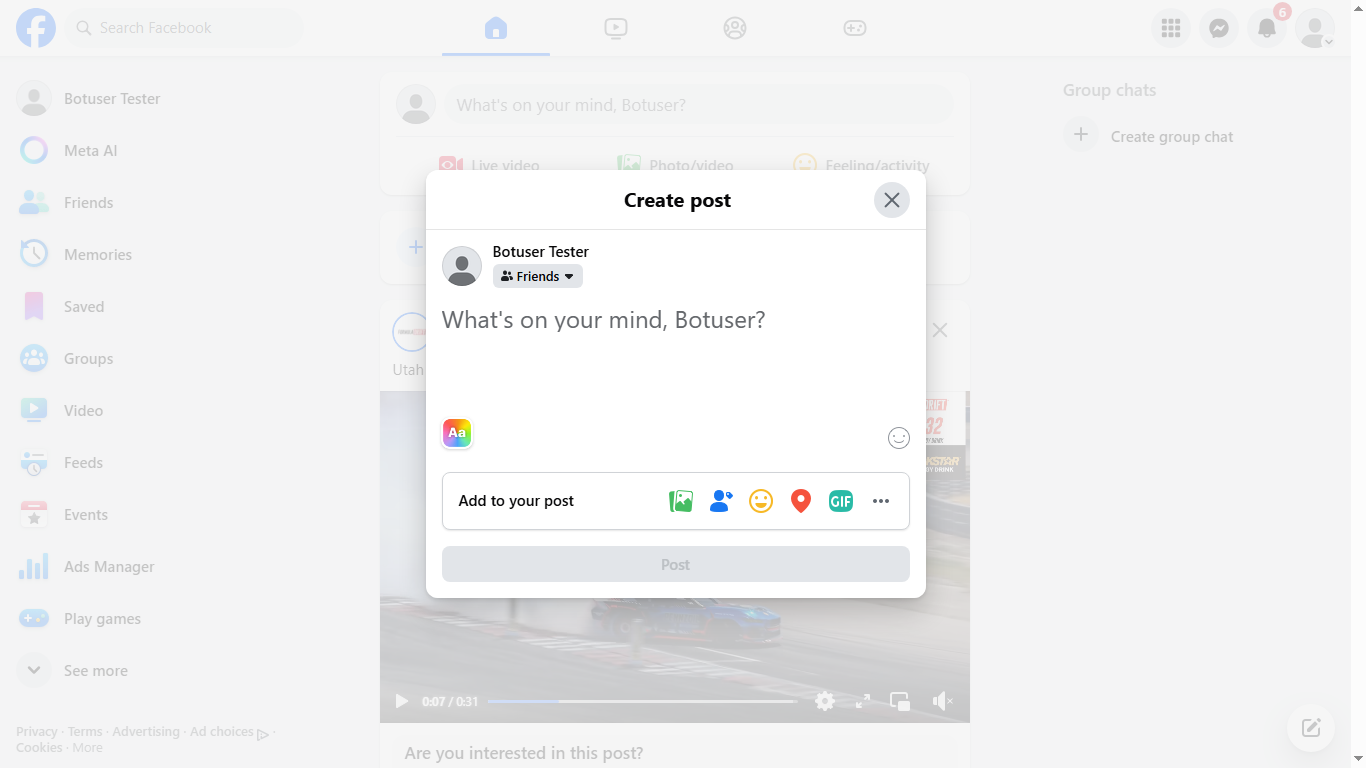 Search Facebook
6
Botuser Tester
Meta AI
Friends
Memories
Saved
Groups
Video
Feeds
Events
Ads Manager
Play games
See more
Privacy · Terms · Advertising · Ad choices ·
Cookies · More
What's on your mind, Botuser?
Live video
Photo/video
Feeling/activity
Utah
Create post
Botuser Tester
Friends
What's on your mind, Botuser?
Aa
Add to your post
GIF
Post
32
0:07 / 0:31
Are you interested in this post?
Group chats
Create group chat